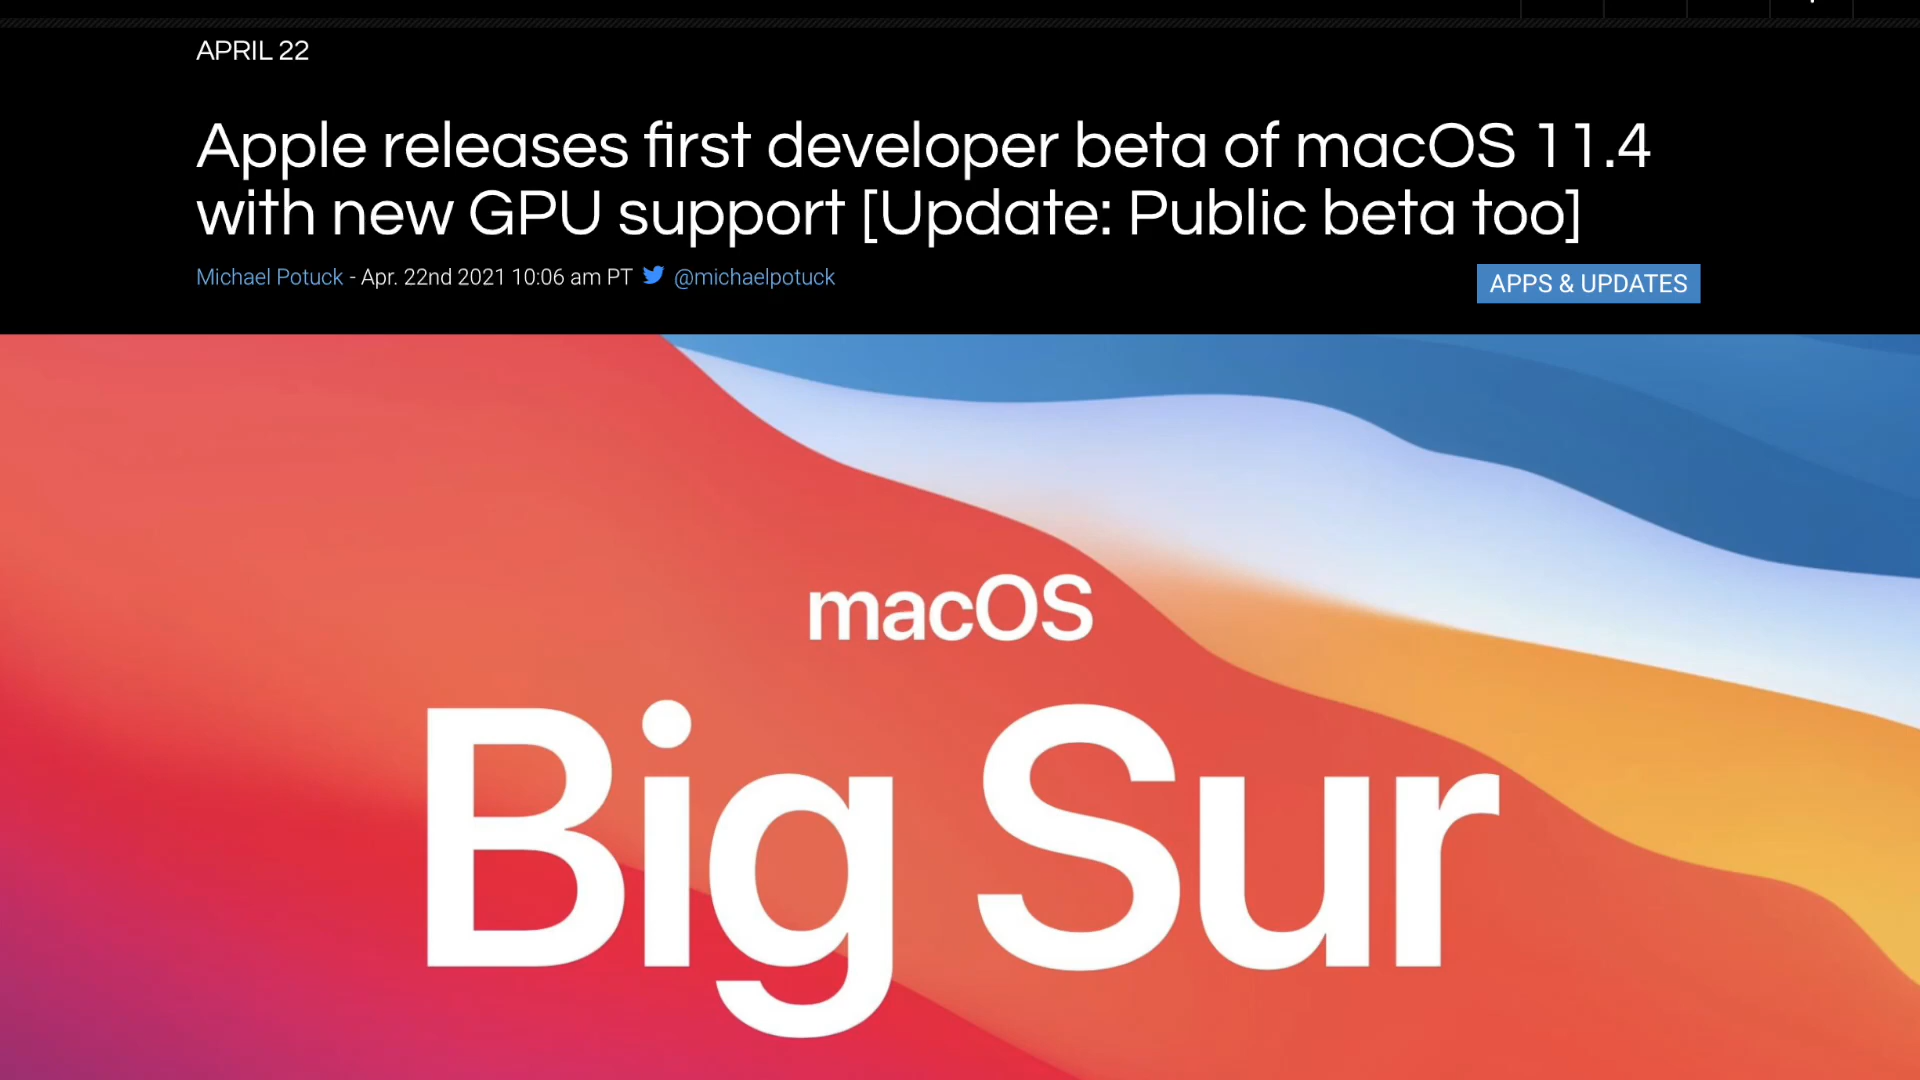 APRIL 22
Apple releases first developer beta of macOS 11.4
with new GPU support [Update: Public beta too]
Michael Potuck - Apr. 22nd 2021 10:06 am PT @michaelpotuck
APPS & UPDATES
macOS
Big Sur